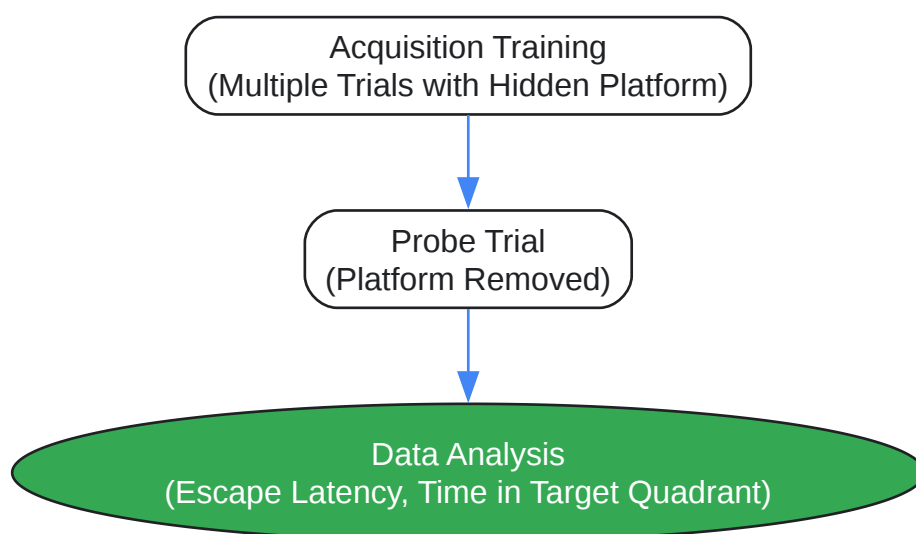 Acquisition Training
(Multiple Trials with Hidden Platform)
Probe Trial
(Platform Removed)
Data Analysis
(Escape Latency, Time in Target Quadrant)